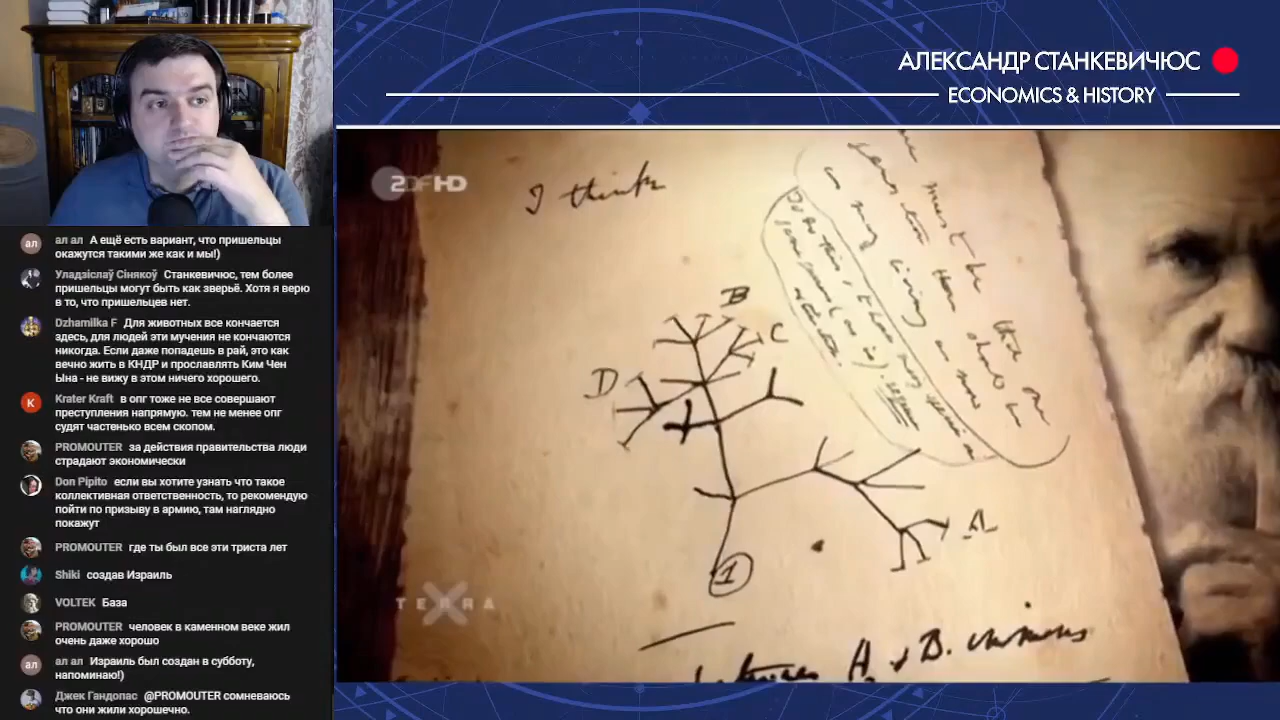 АЛЕКСАНДР СТАНКЕВИЧЮС
ECONOMICS & HISTORY
ZDF HD
I think
B
C
D
A
1
TERRA X
between A & B. immens
ал
ал ал А ещё есть вариант, что пришельцы
окажутся такими же как и мы!)
Уладзіслаў Сінякоў Станкевичюс, тем более
пришельцы могут быть как зверьё. Хотя я верю
в то, что пришельцев нет.
Dzhamilka F Для животных все кончается
здесь, для людей эти мучения не кончаются
никогда. Если даже попадешь в рай, это как
вечно жить в КНДР и прославлять Ким Чен
Ына - не вижу в этом ничего хорошего.
K
Krater Kraft в опг тоже не все совершают
преступления напрямую. тем не менее опг
судят частенько всем скопом.
PROMOUTER за действия правительства люди
страдают экономически
Don Pipito если вы хотите узнать что такое
коллективная ответственность, то рекомендую
пойти по призыву в армию, там наглядно
покажут
PROMOUTER где ты был все эти триста лет
Shiki создав Израиль
VOLTEK База
PROMOUTER человек в каменном веке жил
очень даже хорошо
ал
ал ал Израиль был создан в субботу,
напоминаю!)
Джек Гандопас @PROMOUTER сомневаюсь
что они жили хорошечно.